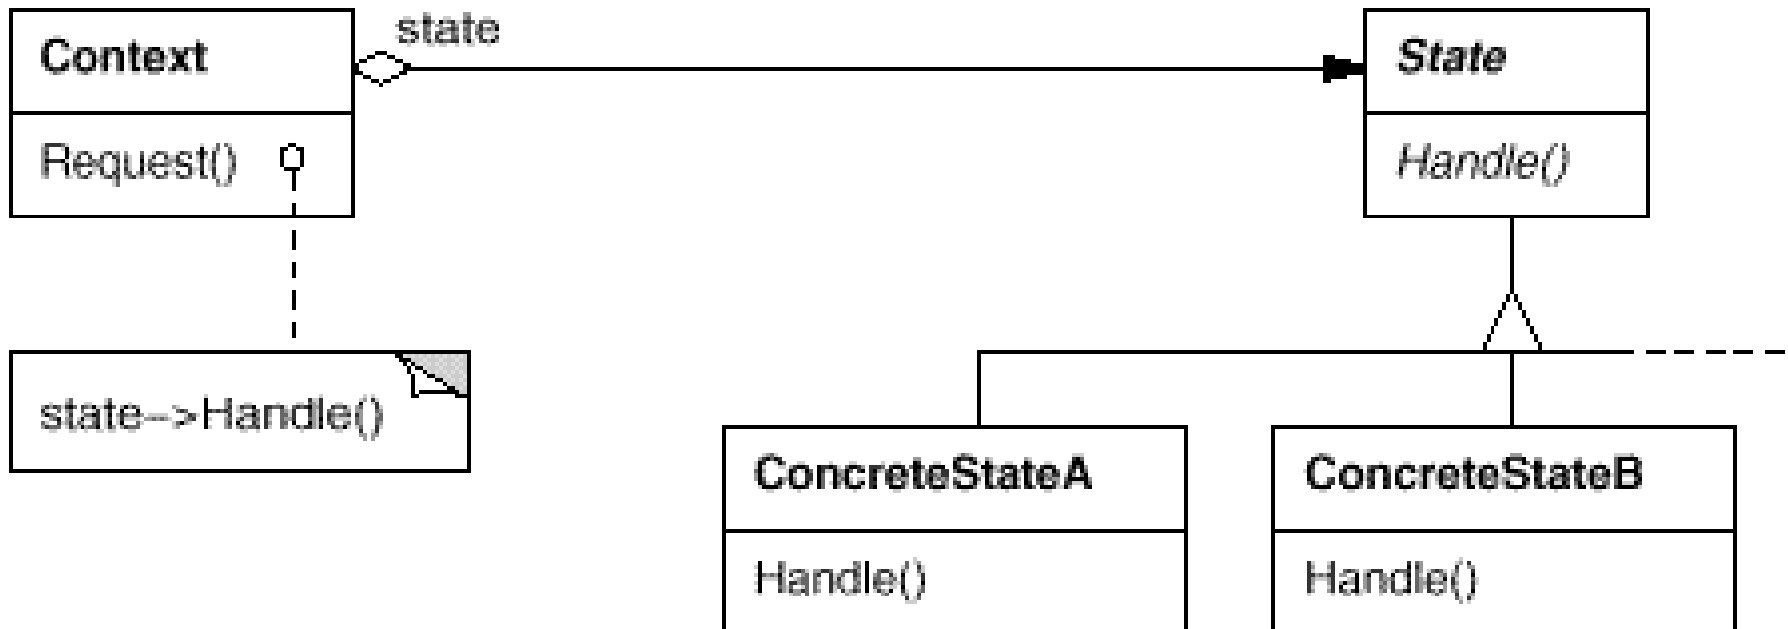 Context
state
State
Request()
Handle()
state-->Handle()
ConcreteStateA
ConcreteStateB
Handle()
Handle()